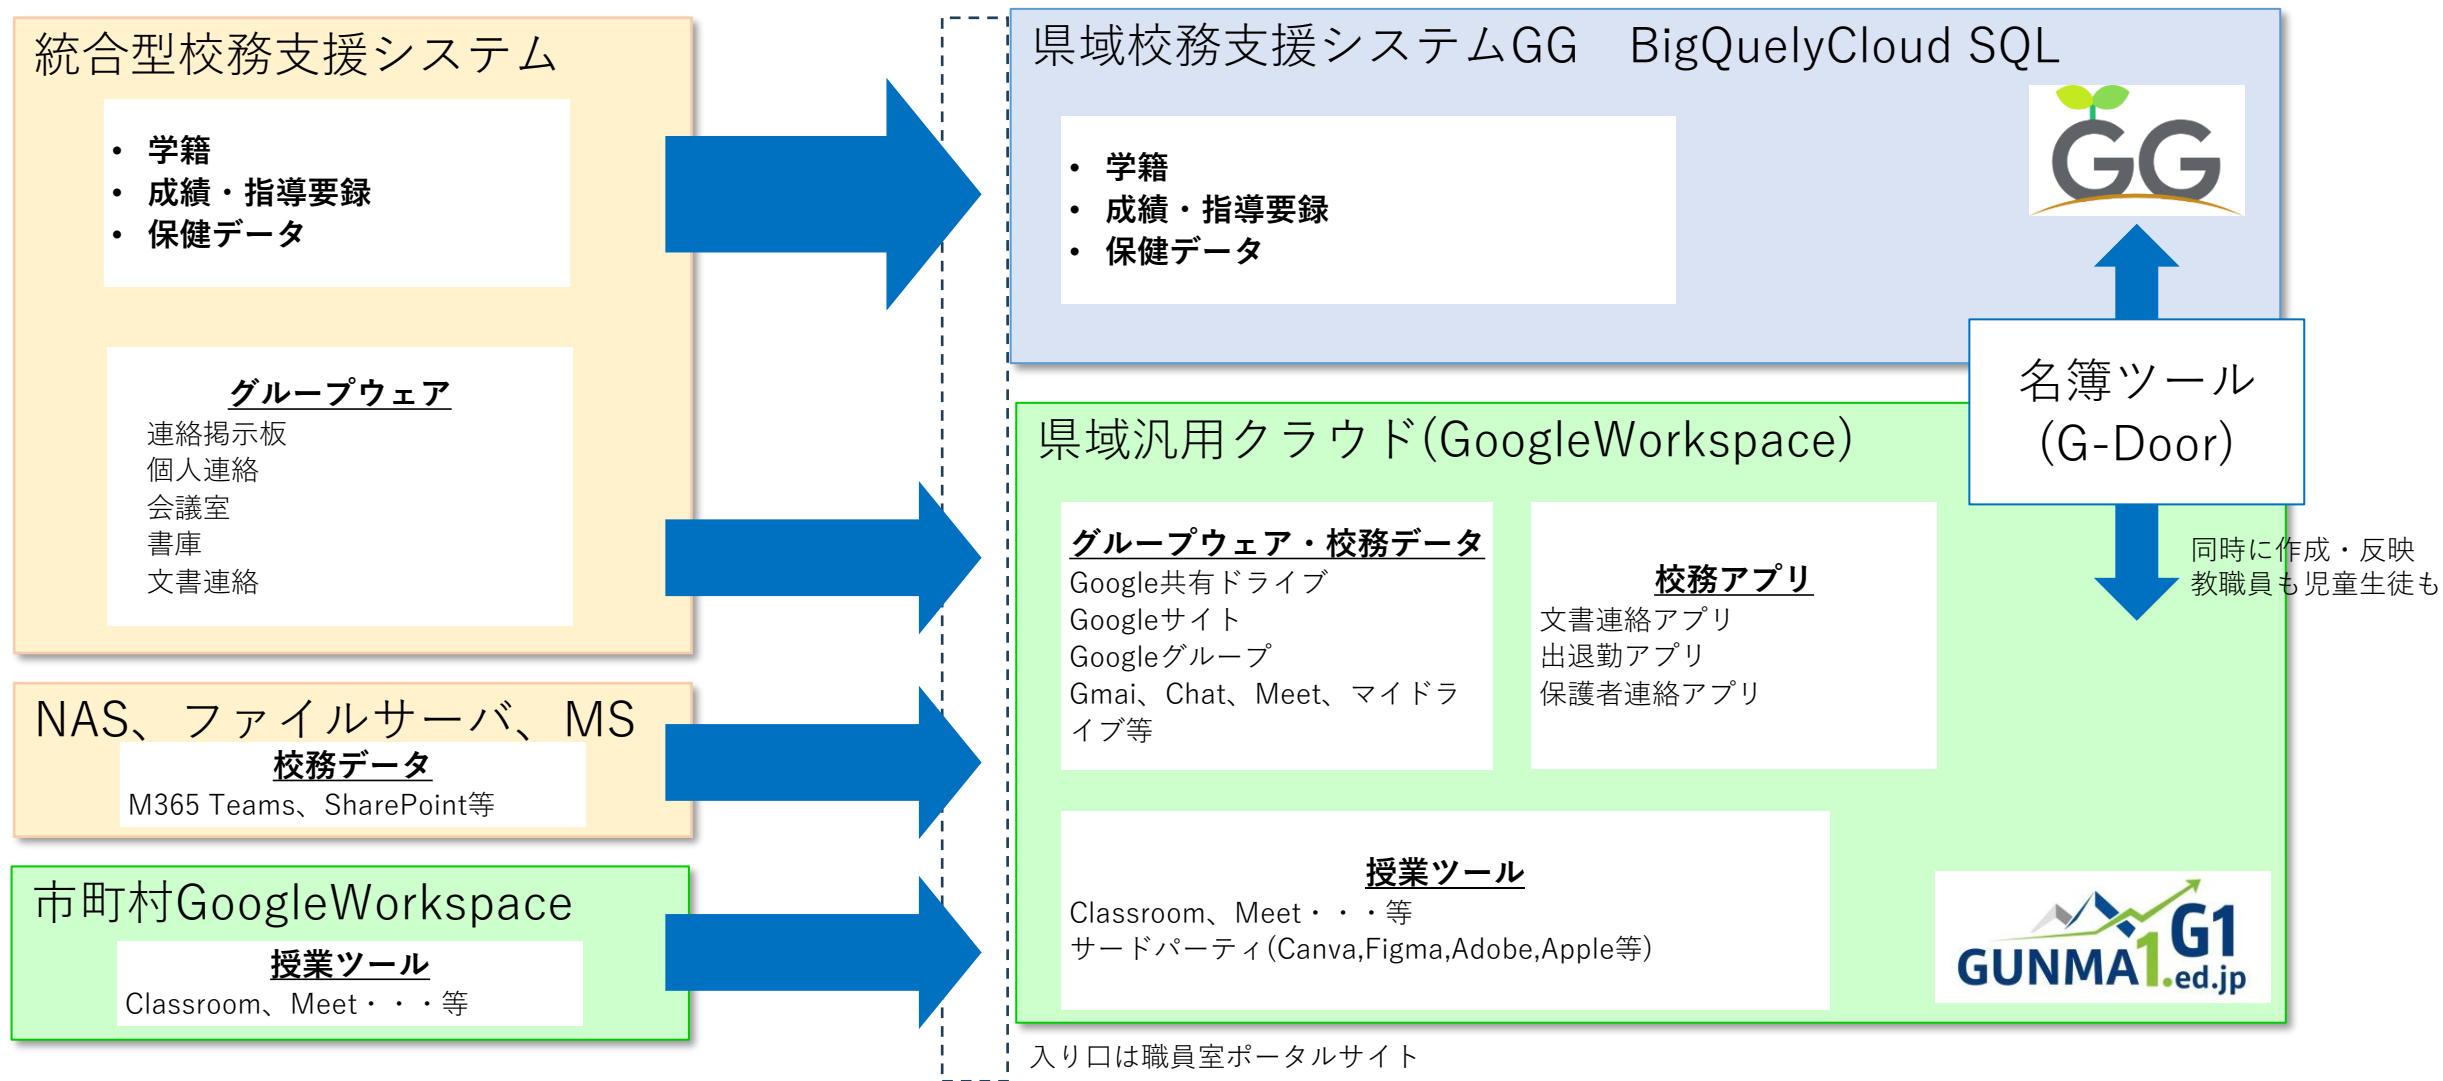 統合型校務支援システム
• 学籍
• 成績・指導要録
• 保健データ
グループウェア
連絡掲示板
個人連絡
会議室
書庫
文書連絡
NAS、ファイルサーバ、MS
校務データ
M365 Teams、SharePoint等
市町村GoogleWorkspace
授業ツール
Classroom、Meet・・・等
県域校務支援システムGG　BigQuelyCloud SQL
• 学籍
• 成績・指導要録
• 保健データ
GG
名簿ツール
(G-Door)
同時に作成・反映
教職員も児童生徒も
県域汎用クラウド(GoogleWorkspace)
グループウェア・校務データ
Google共有ドライブ
Googleサイト
Googleグループ
Gmai、Chat、Meet、マイドラ
イブ等
校務アプリ
文書連絡アプリ
出退勤アプリ
保護者連絡アプリ
授業ツール
Classroom、Meet・・・等
サードパーティ(Canva,Figma,Adobe,Apple等)
G1
GUNMA1.ed.jp
入り口は職員室ポータルサイト